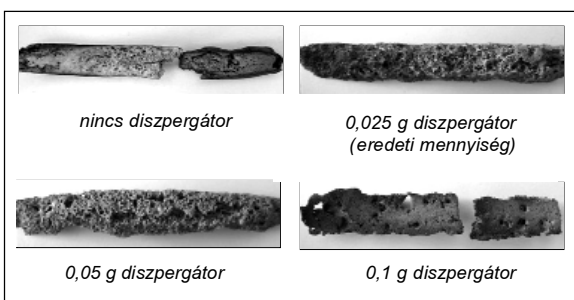 nincs diszpergátor
0,025 g diszpergátor
(eredeti mennyiség)
0,05 g diszpergátor
0,1 g diszpergátor